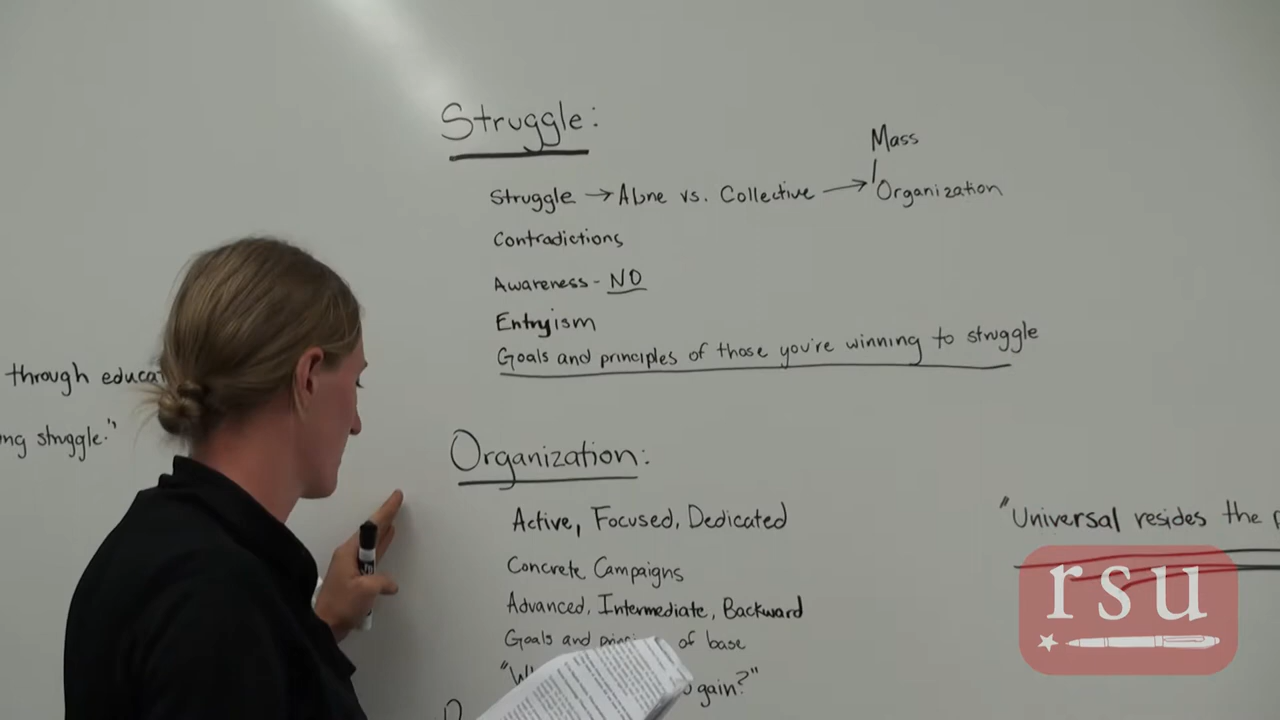 Struggle:
Mass
Struggle → Alone vs. Collective → Organization
Contradictions
Awareness - NO
Entryism
Goals and principles of those you're winning to struggle
through
struggle."
Organization:
Active, Focused, Dedicated
"Universal resides the
Concrete Campaigns
Advanced, Intermediate, Backward
Goals and of base
gain?"
rsu